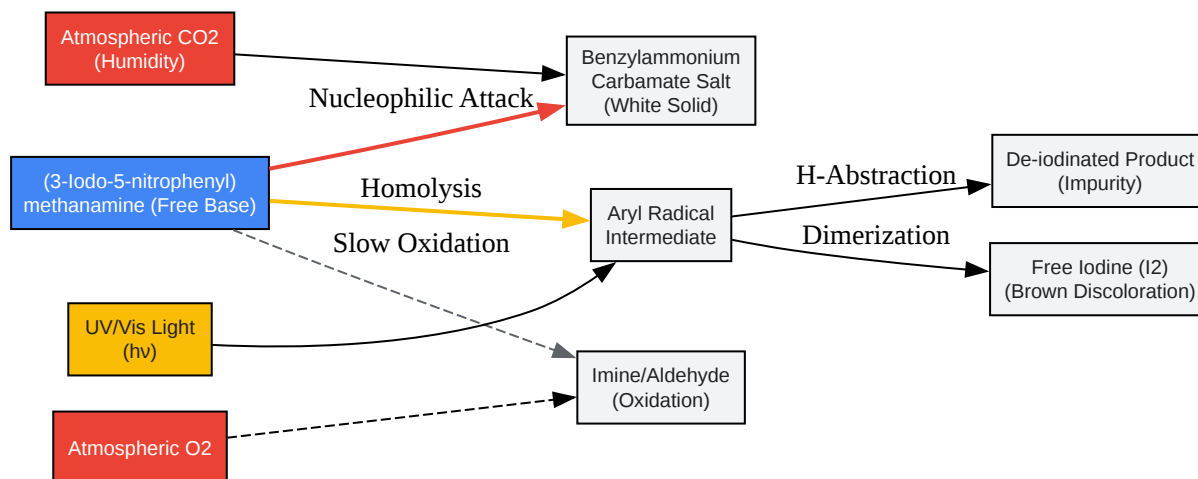 Atmospheric CO2
(Humidity)
Benzylammonium
Carbamate Salt
(White Solid)
Nucleophilic Attack
(3-Iodo-5-nitrophenyl)
methanamine (Free Base)
Homolysis
Slow Oxidation
Aryl Radical
Intermediate
H-Abstraction
Dimerization
De-iodinated Product
(Impurity)
Free Iodine (I2)
(Brown Discoloration)
UV/Vis Light
(hν)
Imine/Aldehyde
(Oxidation)
Atmospheric O2